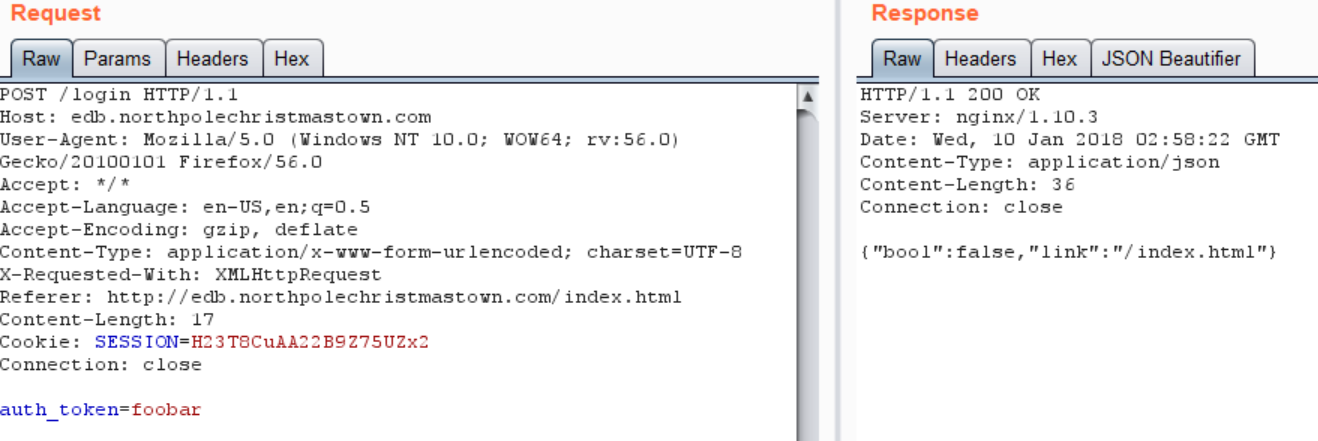 Request
Raw Params Headers Hex
POST /login HTTP/1.1
Host: edb.northpolechristmastown.com
User-Agent: Mozilla/5.0 (Windows NT 10.0; WOW64; rv:56.0)
Gecko/20100101 Firefox/56.0
Accept: */*
Accept-Language: en-US,en;q=0.5
Accept-Encoding: gzip, deflate
Content-Type: application/x-www-form-urlencoded; charset=UTF-8
X-Requested-With: XMLHttpRequest
Referer: http://edb.northpolechristmastown.com/index.html
Content-Length: 17
Cookie: SESSION=H23T8CuAA22B9Z75UZx2
Connection: close
auth_token=foobar
Response
Raw Headers Hex JSON Beautifier
HTTP/1.1 200 OK
Server: nginx/1.10.3
Date: Wed, 10 Jan 2018 02:58:22 GMT
Content-Type: application/json
Content-Length: 36
Connection: close
{"bool":false,"link":"/index.html"}